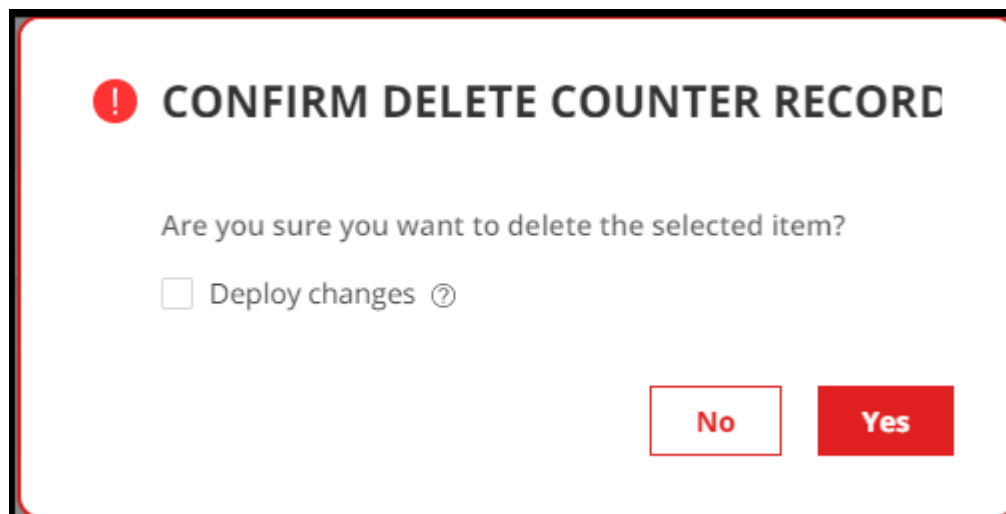 CONFIRM DELETE COUNTER RECORD
Are you sure you want to delete the selected item?
Deploy changes
No
Yes